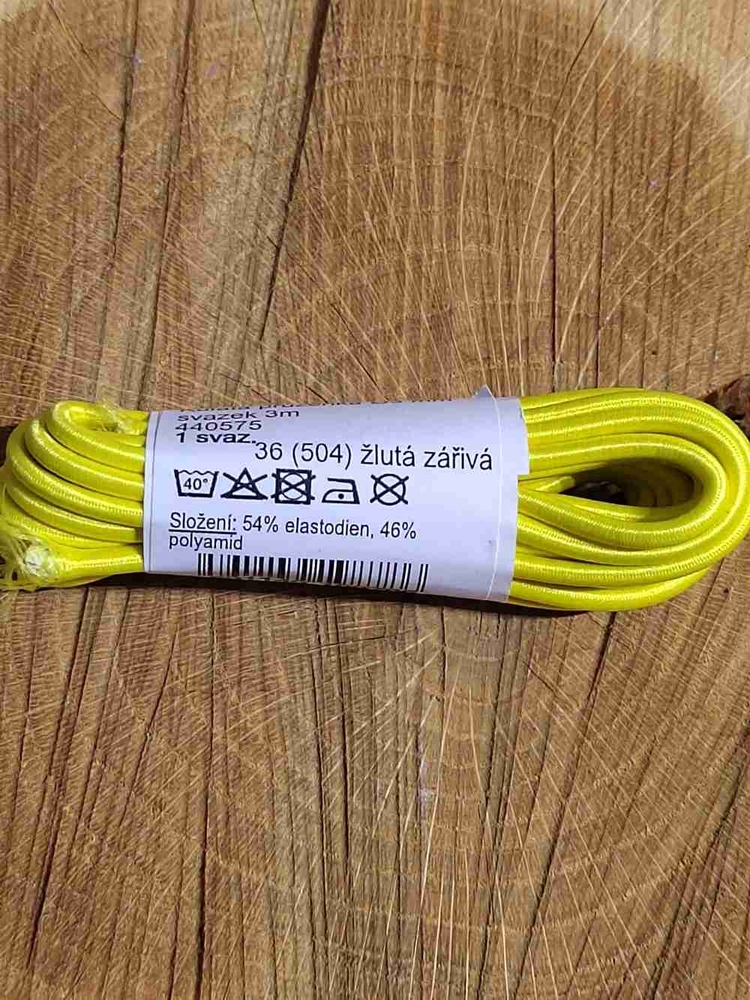 svazek 3m
440575
1 svaz.
36 (504) žlutá zářivá
40°
Složení: 54% elastodien, 46%
polyamid